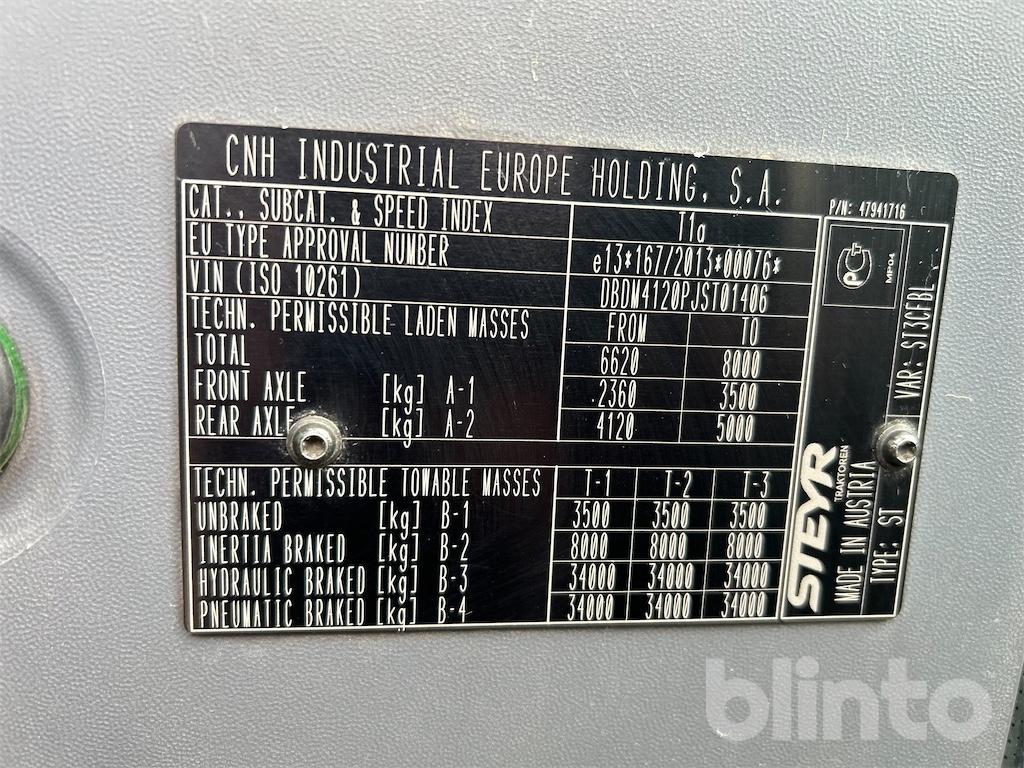 CNH INDUSTRIAL EUROPE HOLDING, S.A.
P/N: 47941716
CAT., SUBCAT. & SPEED INDEX T1a
EU TYPE APPROVAL NUMBER e13*167/2013*00076*
VIN (ISO 10261) DBDM4120PJST01406
TECHN. PERMISSIBLE LADEN MASSES FROM TO
TOTAL 6620 8000
FRONT AXLE [kg] A-1 2360 3500
REAR AXLE [kg] A-2 4120 5000
TECHN. PERMISSIBLE TOWABLE MASSES T-1 T-2 T-3
UNBRAKED [kg] B-1 3500 3500 3500
INERTIA BRAKED [kg] B-2 8000 8000 8000
HYDRAULIC BRAKED [kg] B-3 34000 34000 34000
PNEUMATIC BRAKED [kg] B-4 34000 34000 34000
STEYR
TRAKTOREN
MADE IN AUSTRIA
TYPE: ST
VAR: ST3CFBL
MP04
blinto